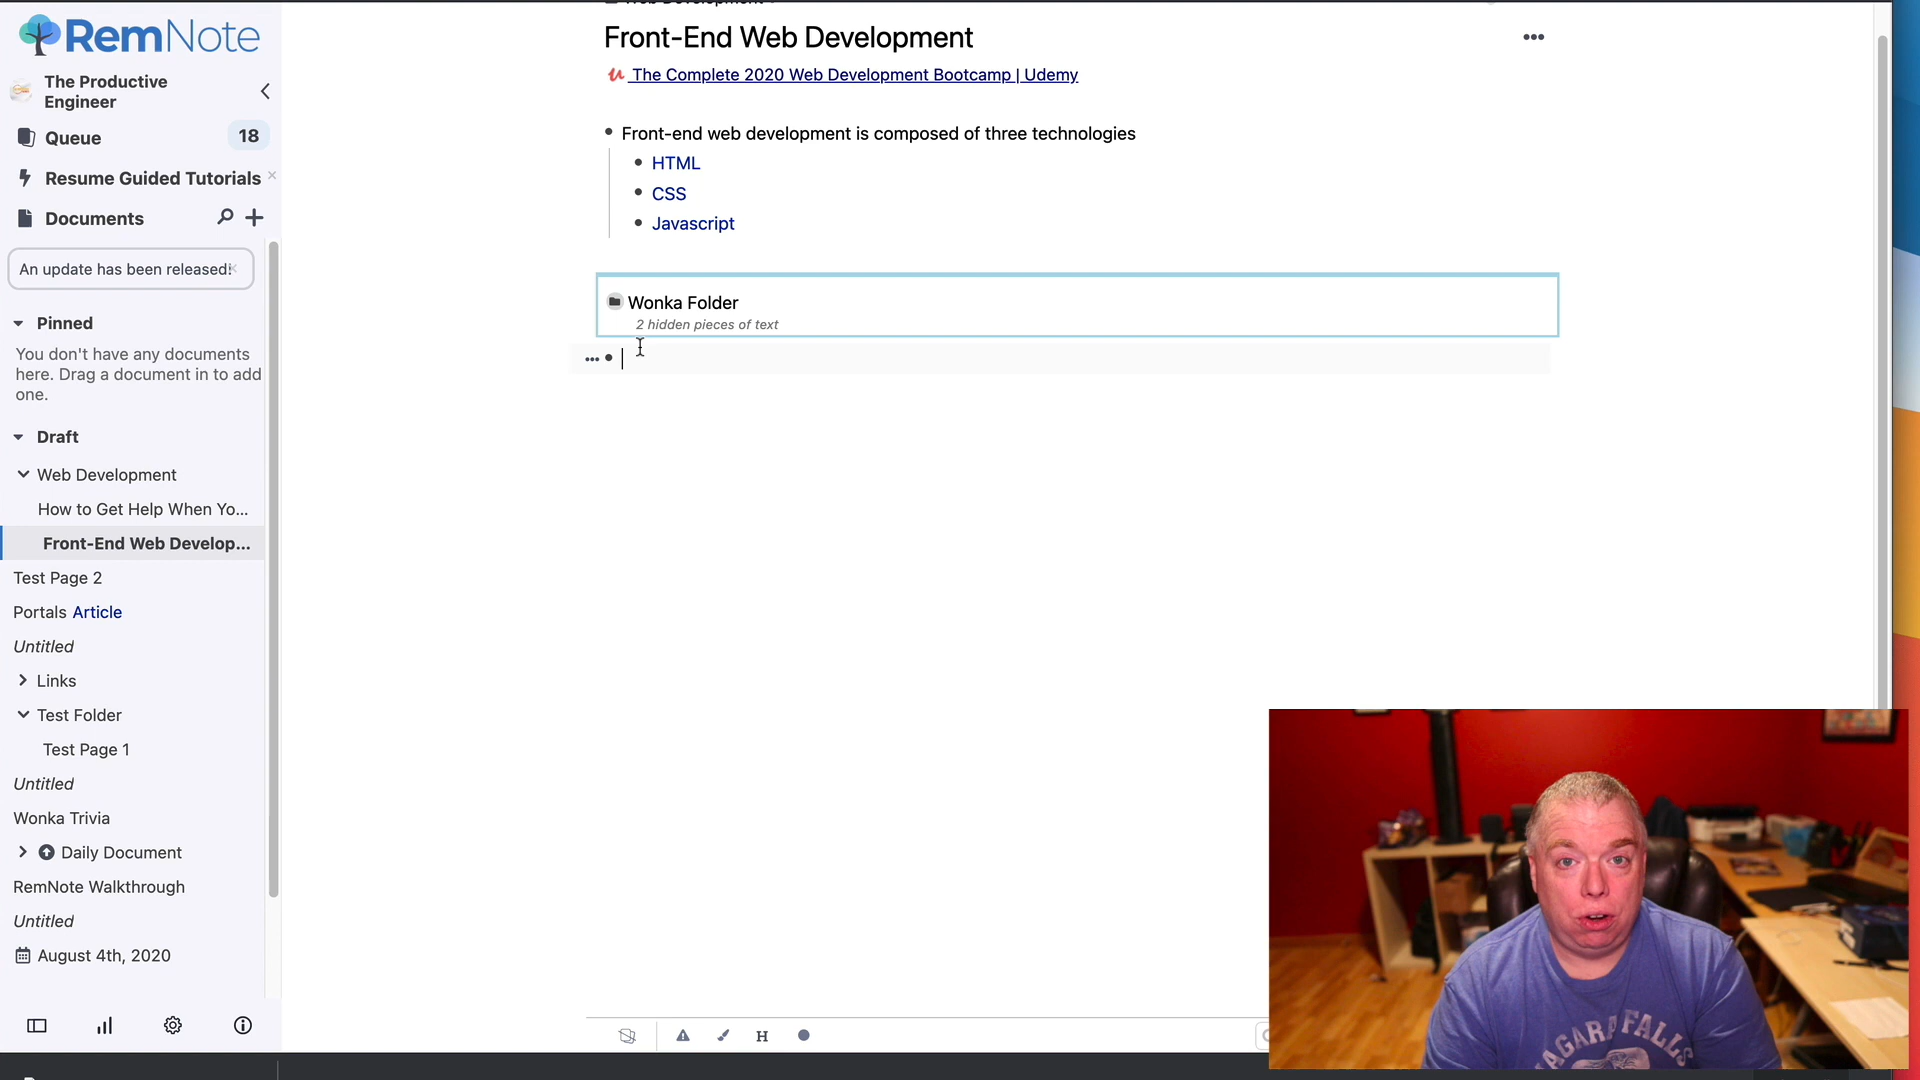 RemNote
The Productive
Engineer
Queue
18
Resume Guided Tutorials
Documents
An update has been released!
Pinned
You don't have any documents
here. Drag a document in to add
one.
Draft
Web Development
How to Get Help When Yo...
Front-End Web Develop...
Test Page 2
Portals Article
Untitled
Links
Test Folder
Test Page 1
Untitled
Wonka Trivia
Daily Document
RemNote Walkthrough
Untitled
August 4th, 2020
Web Development
Front-End Web Development
The Complete 2020 Web Development Bootcamp | Udemy
Front-end web development is composed of three technologies
HTML
CSS
Javascript
Wonka Folder
2 hidden pieces of text
H
AGARA FALLS